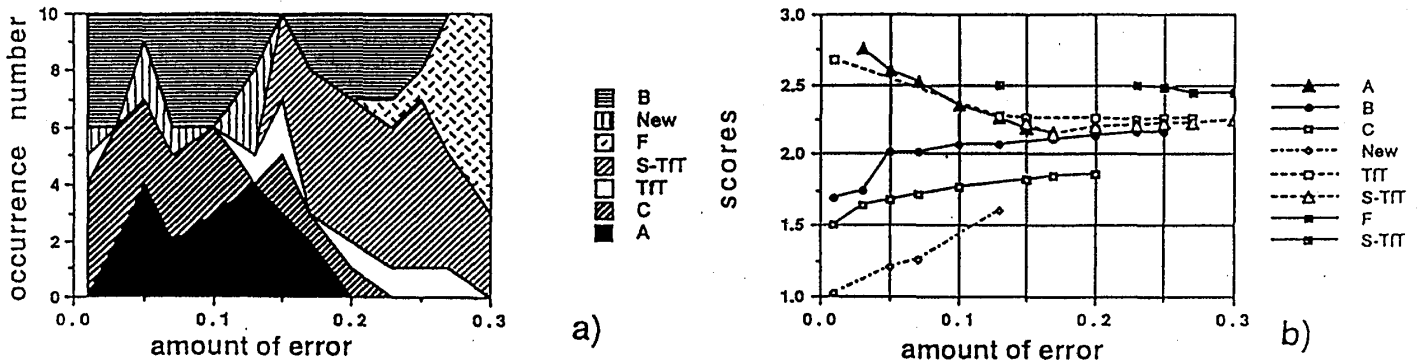 occurrence number
10
8
6
4
2
0
0.0
0.1
0.2
0.3
amount of error
B
New
F
S-TfT
TfT
C
A
a)
scores
3.0
2.5
2.0
1.5
1.0
0.0
0.1
0.2
0.3
amount of error
A
B
C
New
TfT
S-TfT
F
S-TfT
b)